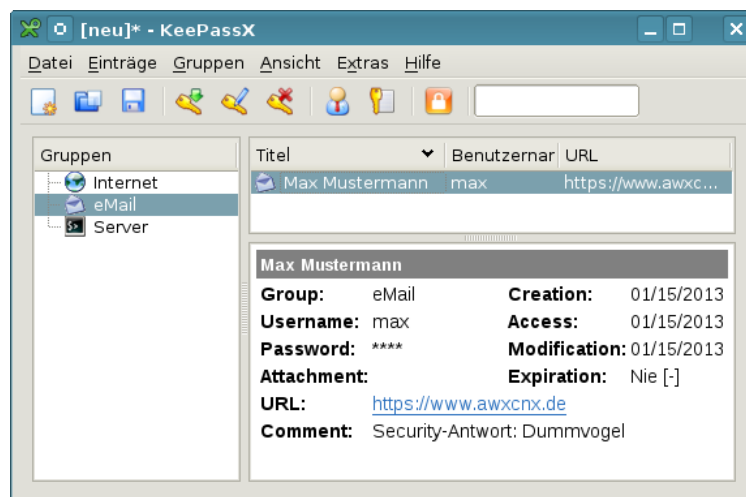 [neu]* - KeePassX
Datei Einträge Gruppen Ansicht Extras Hilfe
Gruppen
Internet
eMail
Server
Titel Benutzernar URL
Max Mustermann max https://www.awxc...
Max Mustermann
Group: eMail Creation: 01/15/2013
Username: max Access: 01/15/2013
Password: **** Modification: 01/15/2013
Attachment: Expiration: Nie [-]
URL: https://www.awxcnx.de
Comment: Security-Antwort: Dummvogel